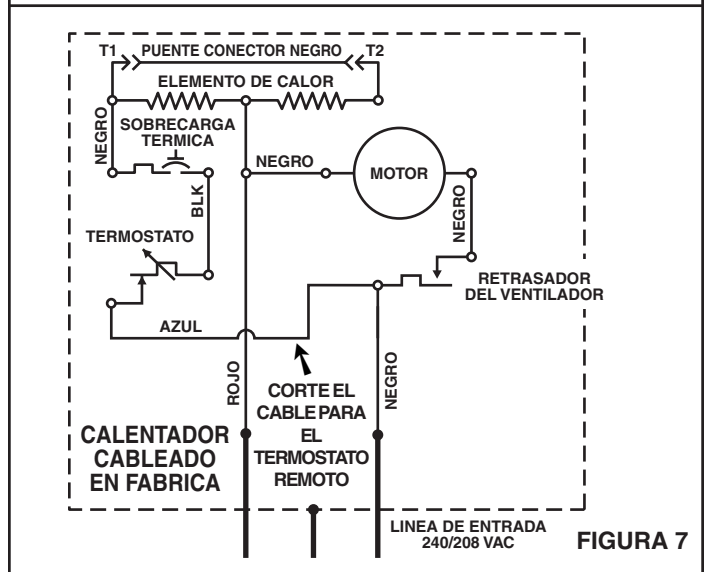 T1 PUENTE CONECTOR NEGRO T2
ELEMENTO DE CALOR
NEGRO
SOBRECARGA
TERMICA
NEGRO
MOTOR
BLK
NEGRO
TERMOSTATO
RETRASADOR
DEL VENTILADOR
AZUL
ROJO
NEGRO
CORTE EL
CABLE PARA
EL
TERMOSTATO
REMOTO
CALENTADOR
CABLEADO
EN FABRICA
LINEA DE ENTRADA
240/208 VAC
FIGURA 7